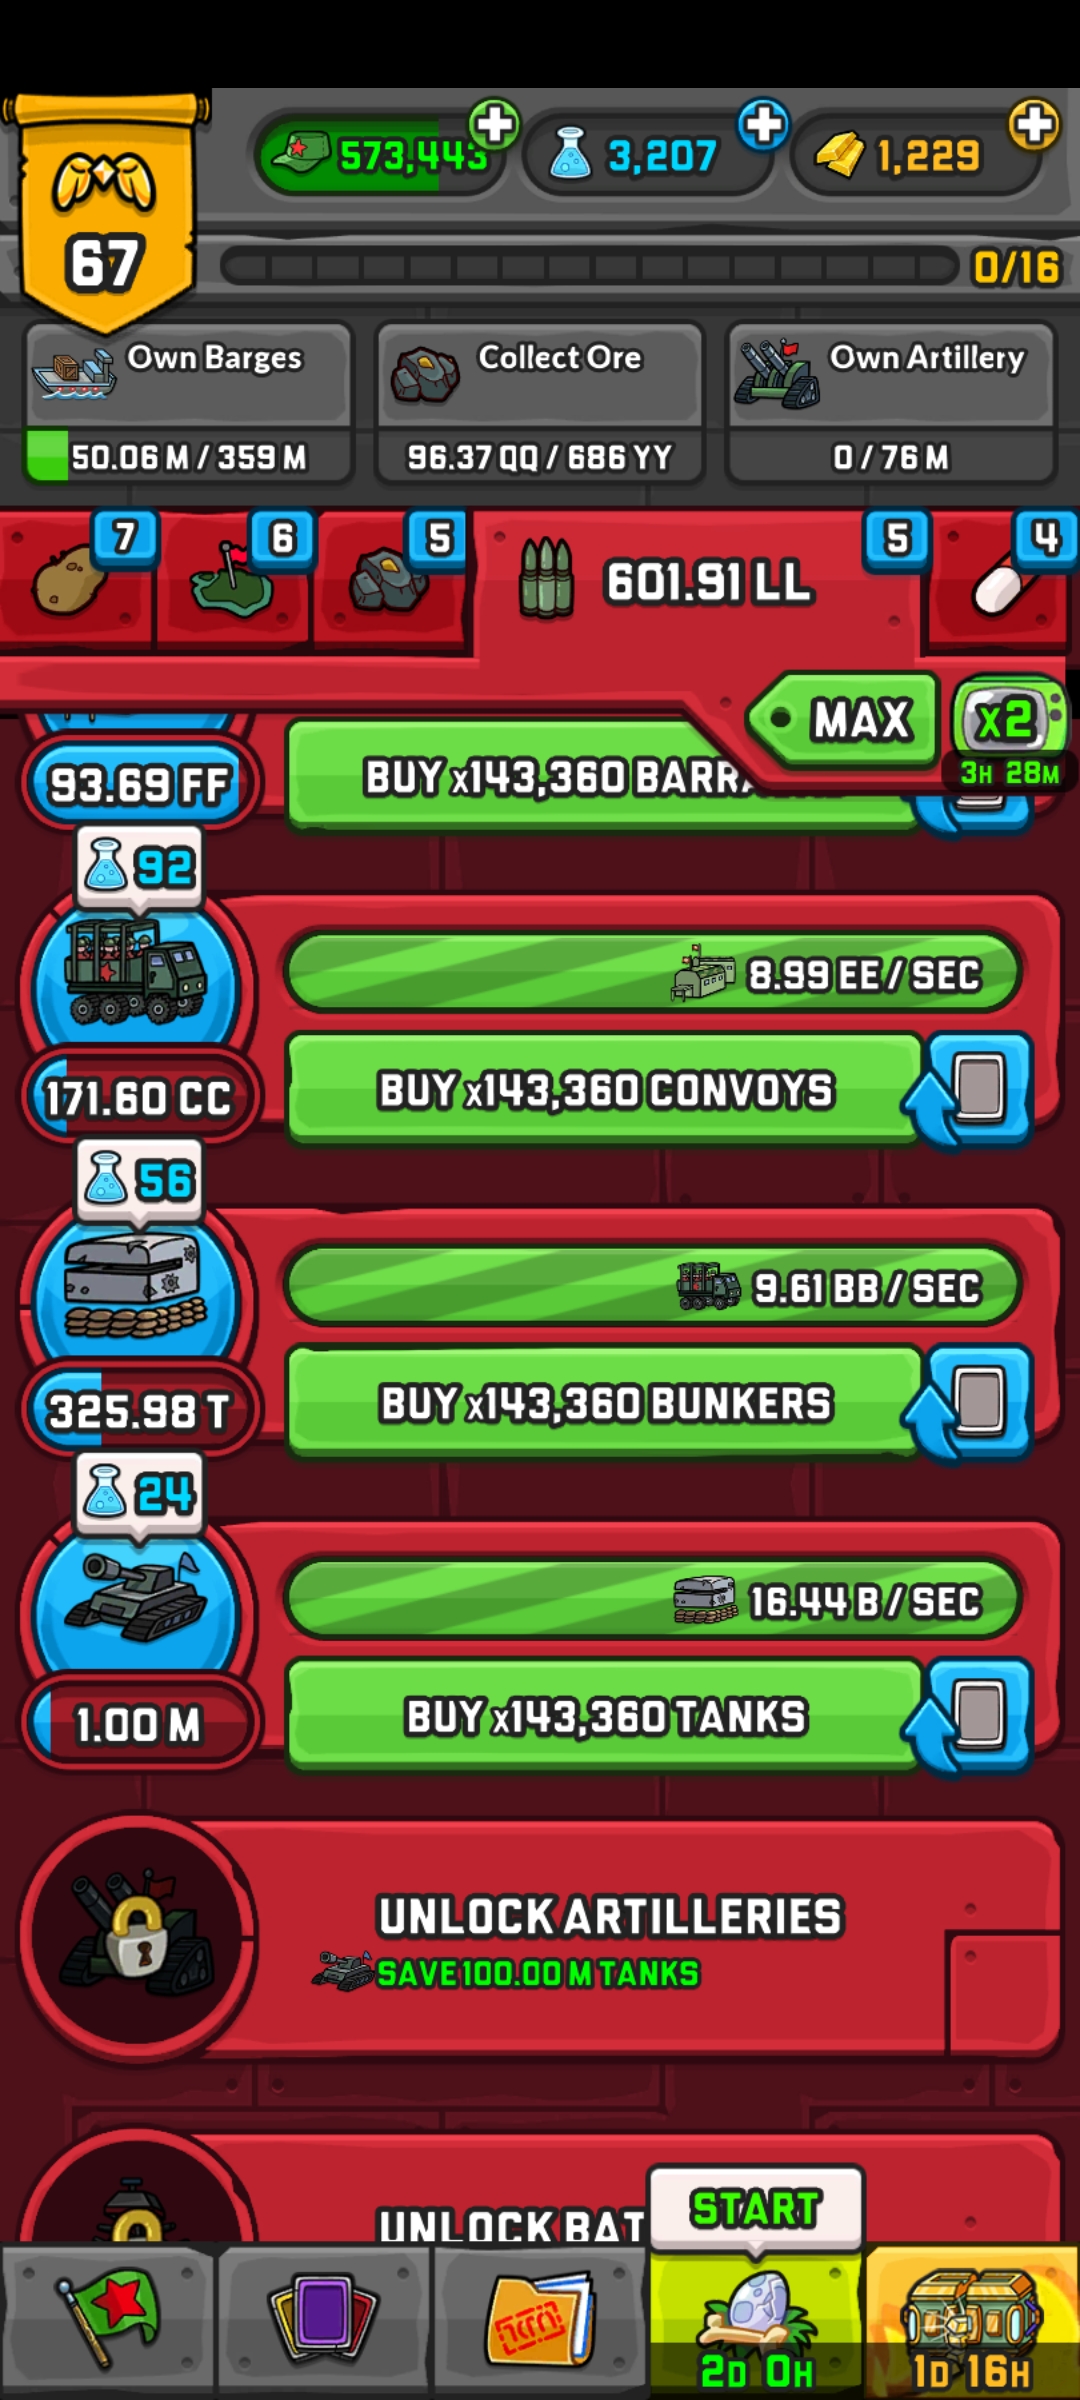 67
573,443
3,207
1,229
0/16
Own Barges
50.06 M / 359 M
Collect Ore
96.37 QQ / 686 YY
Own Artillery
0 / 76 M
7
6
5
601.91 LL
5
4
MAX
x2
3H 28M
93.69 FF
BUY x143,360
92
8.99 EE / SEC
171.60 CC
BUY x143,360 CONVOYS
56
9.61 BB / SEC
325.98 T
BUY x143,360 BUNKERS
24
16.44 B / SEC
1.00 M
BUY x143,360 TANKS
UNLOCK ARTILLERIES
SAVE 100.00 M TANKS
UNLOCK BAT
START
2D 0H
1D 16H